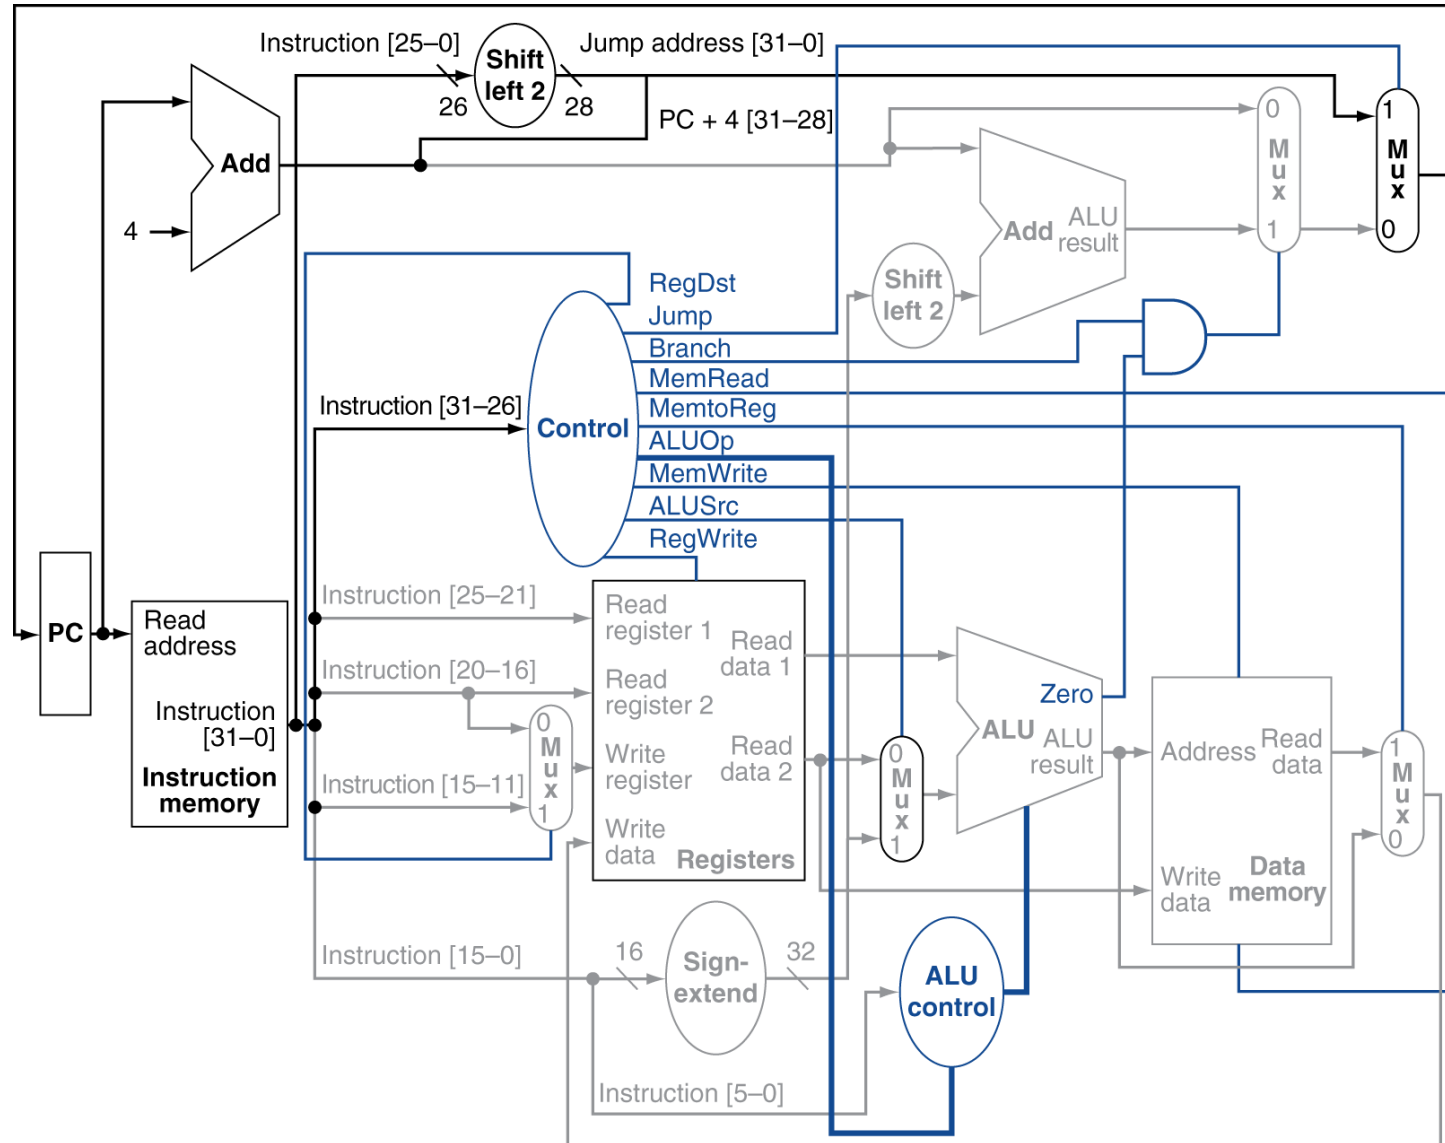 Instruction [25–0]
Shift
left 2
Jump address [31–0]
26
28
PC + 4 [31–28]
Add
4
0
M
u
x
1
1
M
u
x
0
Add
ALU
result
Shift
left 2
RegDst
Jump
Branch
MemRead
MemtoReg
ALUOp
MemWrite
ALUSrc
RegWrite
Instruction [31–26]
Control
PC
Read
address
Instruction
[31–0]
Instruction
memory
Instruction [25–21]
Instruction [20–16]
Instruction [15–11]
0
M
u
x
1
Read
register 1
Read
register 2
Write
register
Write
data
Read
data 1
Read
data 2
Registers
0
M
u
x
1
Zero
ALU
ALU
result
Address
Read
data
Write
data
Data
memory
1
M
u
x
0
Instruction [15–0]
16
Sign-
extend
32
ALU
control
Instruction [5–0]